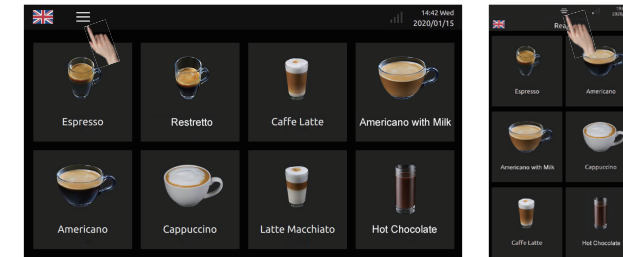 14:42 Wed
2020/01/15
Espresso
Restretto
Caffe Latte
Americano with Milk
Americano
Cappuccino
Latte Macchiato
Hot Chocolate
Espresso
Americano
Americano with Milk
Cappuccino
Caffe Latte
Hot Chocolate